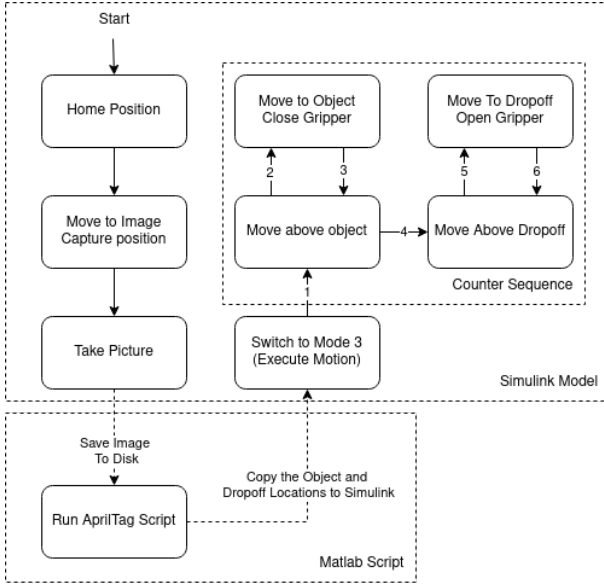 Start
Home Position
Move to Image
Capture position
Take Picture
Save Image
To Disk
Run AprilTag Script
Copy the Object and
Dropoff Locations to Simulink
Matlab Script
Switch to Mode 3
(Execute Motion)
1
Move above object
2
3
Move to Object
Close Gripper
4
Move Above Dropoff
5
6
Move To Dropoff
Open Gripper
Counter Sequence
Simulink Model